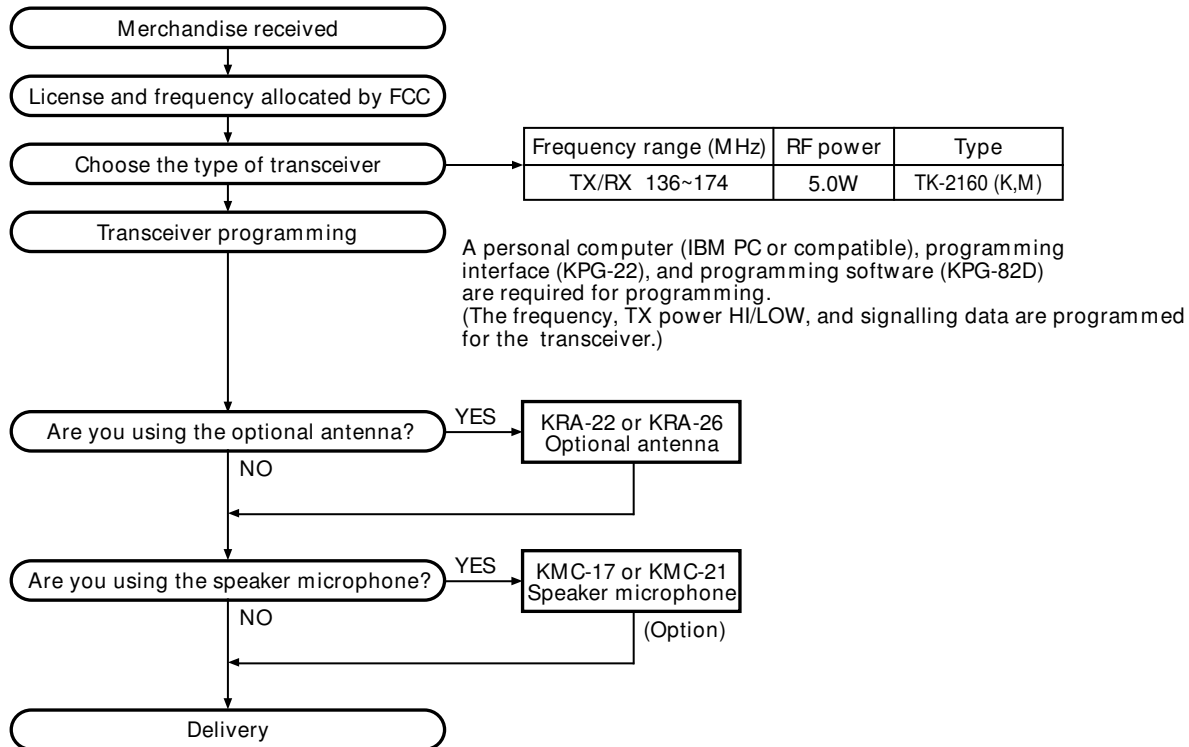 Merchandise received
License and frequency allocated by FCC
Choose the type of transceiver
Frequency range (MHz) RF power Type
TX/RX 136~174 5.0W TK-2160 (K,M)
Transceiver programming
A personal computer (IBM PC or compatible), programming
interface (KPG-22), and programming software (KPG-82D)
are required for programming.
(The frequency, TX power HI/LOW, and signalling data are programmed
for the transceiver.)
Are you using the optional antenna?
YES
KRA-22 or KRA-26
Optional antenna
NO
Are you using the speaker microphone?
YES
KMC-17 or KMC-21
Speaker microphone
NO
(Option)
Delivery